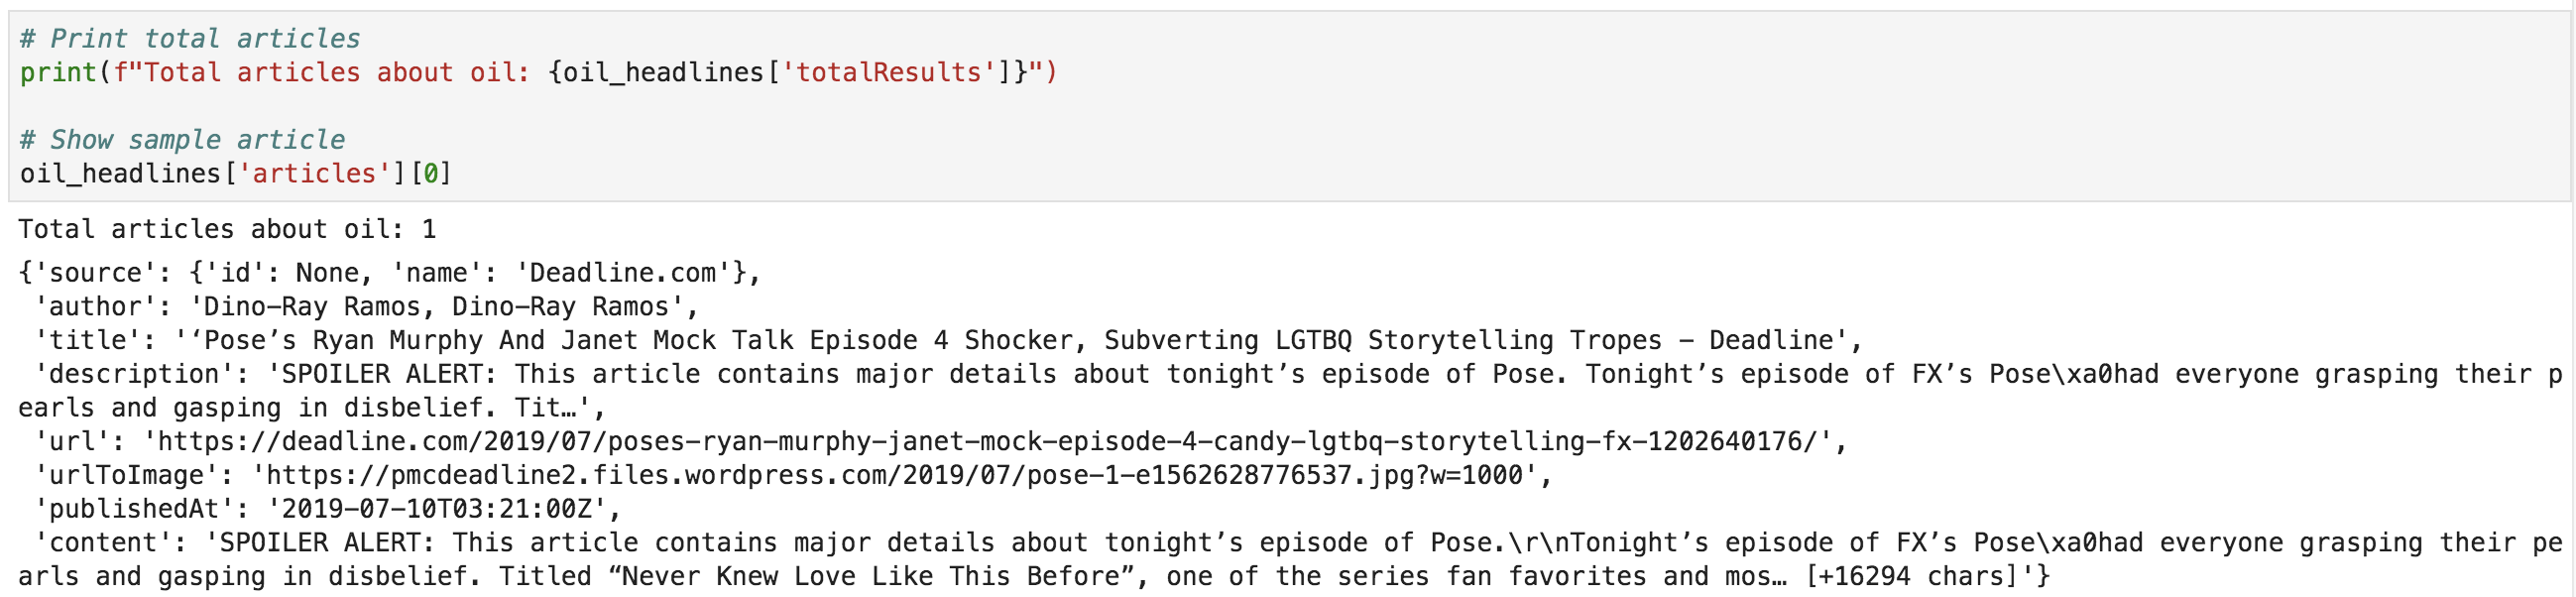 # Print total articles
print(f"Total articles about oil: {oil_headlines['totalResults']}")
# Show sample article
oil_headlines['articles'][0]
Total articles about oil: 1
{'source': {'id': None, 'name': 'Deadline.com'},
 'author': 'Dino-Ray Ramos, Dino-Ray Ramos',
 'title': '‘Pose’s Ryan Murphy And Janet Mock Talk Episode 4 Shocker, Subverting LGTBQ Storytelling Tropes – Deadline',
 'description': 'SPOILER ALERT: This article contains major details about tonight’s episode of Pose. Tonight’s episode of FX’s Pose\xa0had everyone grasping their p
earls and gasping in disbelief. Tit…',
 'url': 'https://deadline.com/2019/07/poses-ryan-murphy-janet-mock-episode-4-candy-lgtbq-storytelling-fx-1202640176/',
 'urlToImage': 'https://pmcdeadline2.files.wordpress.com/2019/07/pose-1-e1562628776537.jpg?w=1000',
 'publishedAt': '2019-07-10T03:21:00Z',
 'content': 'SPOILER ALERT: This article contains major details about tonight’s episode of Pose.\r\nTonight’s episode of FX’s Pose\xa0had everyone grasping their pe
arls and gasping in disbelief. Titled “Never Knew Love Like This Before”, one of the series fan favorites and mos… [+16294 chars]'}